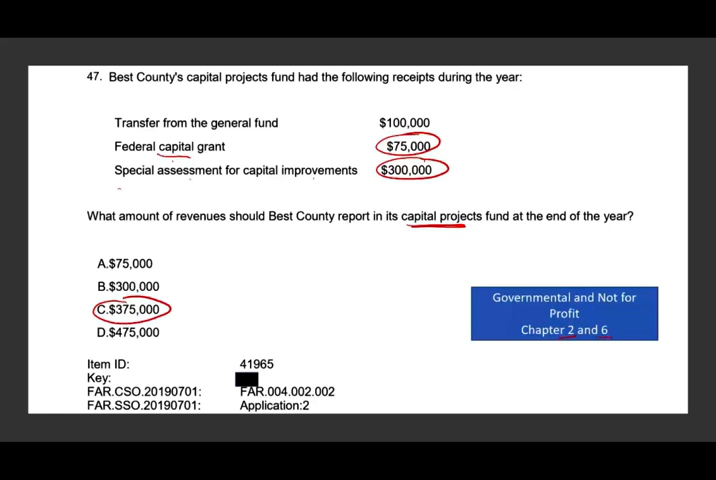 47. Best County's capital projects fund had the following receipts during the year:
Transfer from the general fund $100,000
Federal capital grant $75,000
Special assessment for capital improvements $300,000
What amount of revenues should Best County report in its capital projects fund at the end of the year?
A.$75,000
B.$300,000
C.$375,000
D.$475,000
Governmental and Not for
Profit
Chapter 2 and 6
Item ID: 41965
Key:
FAR.CSO.20190701: FAR.004.002.002
FAR.SSO.20190701: Application:2